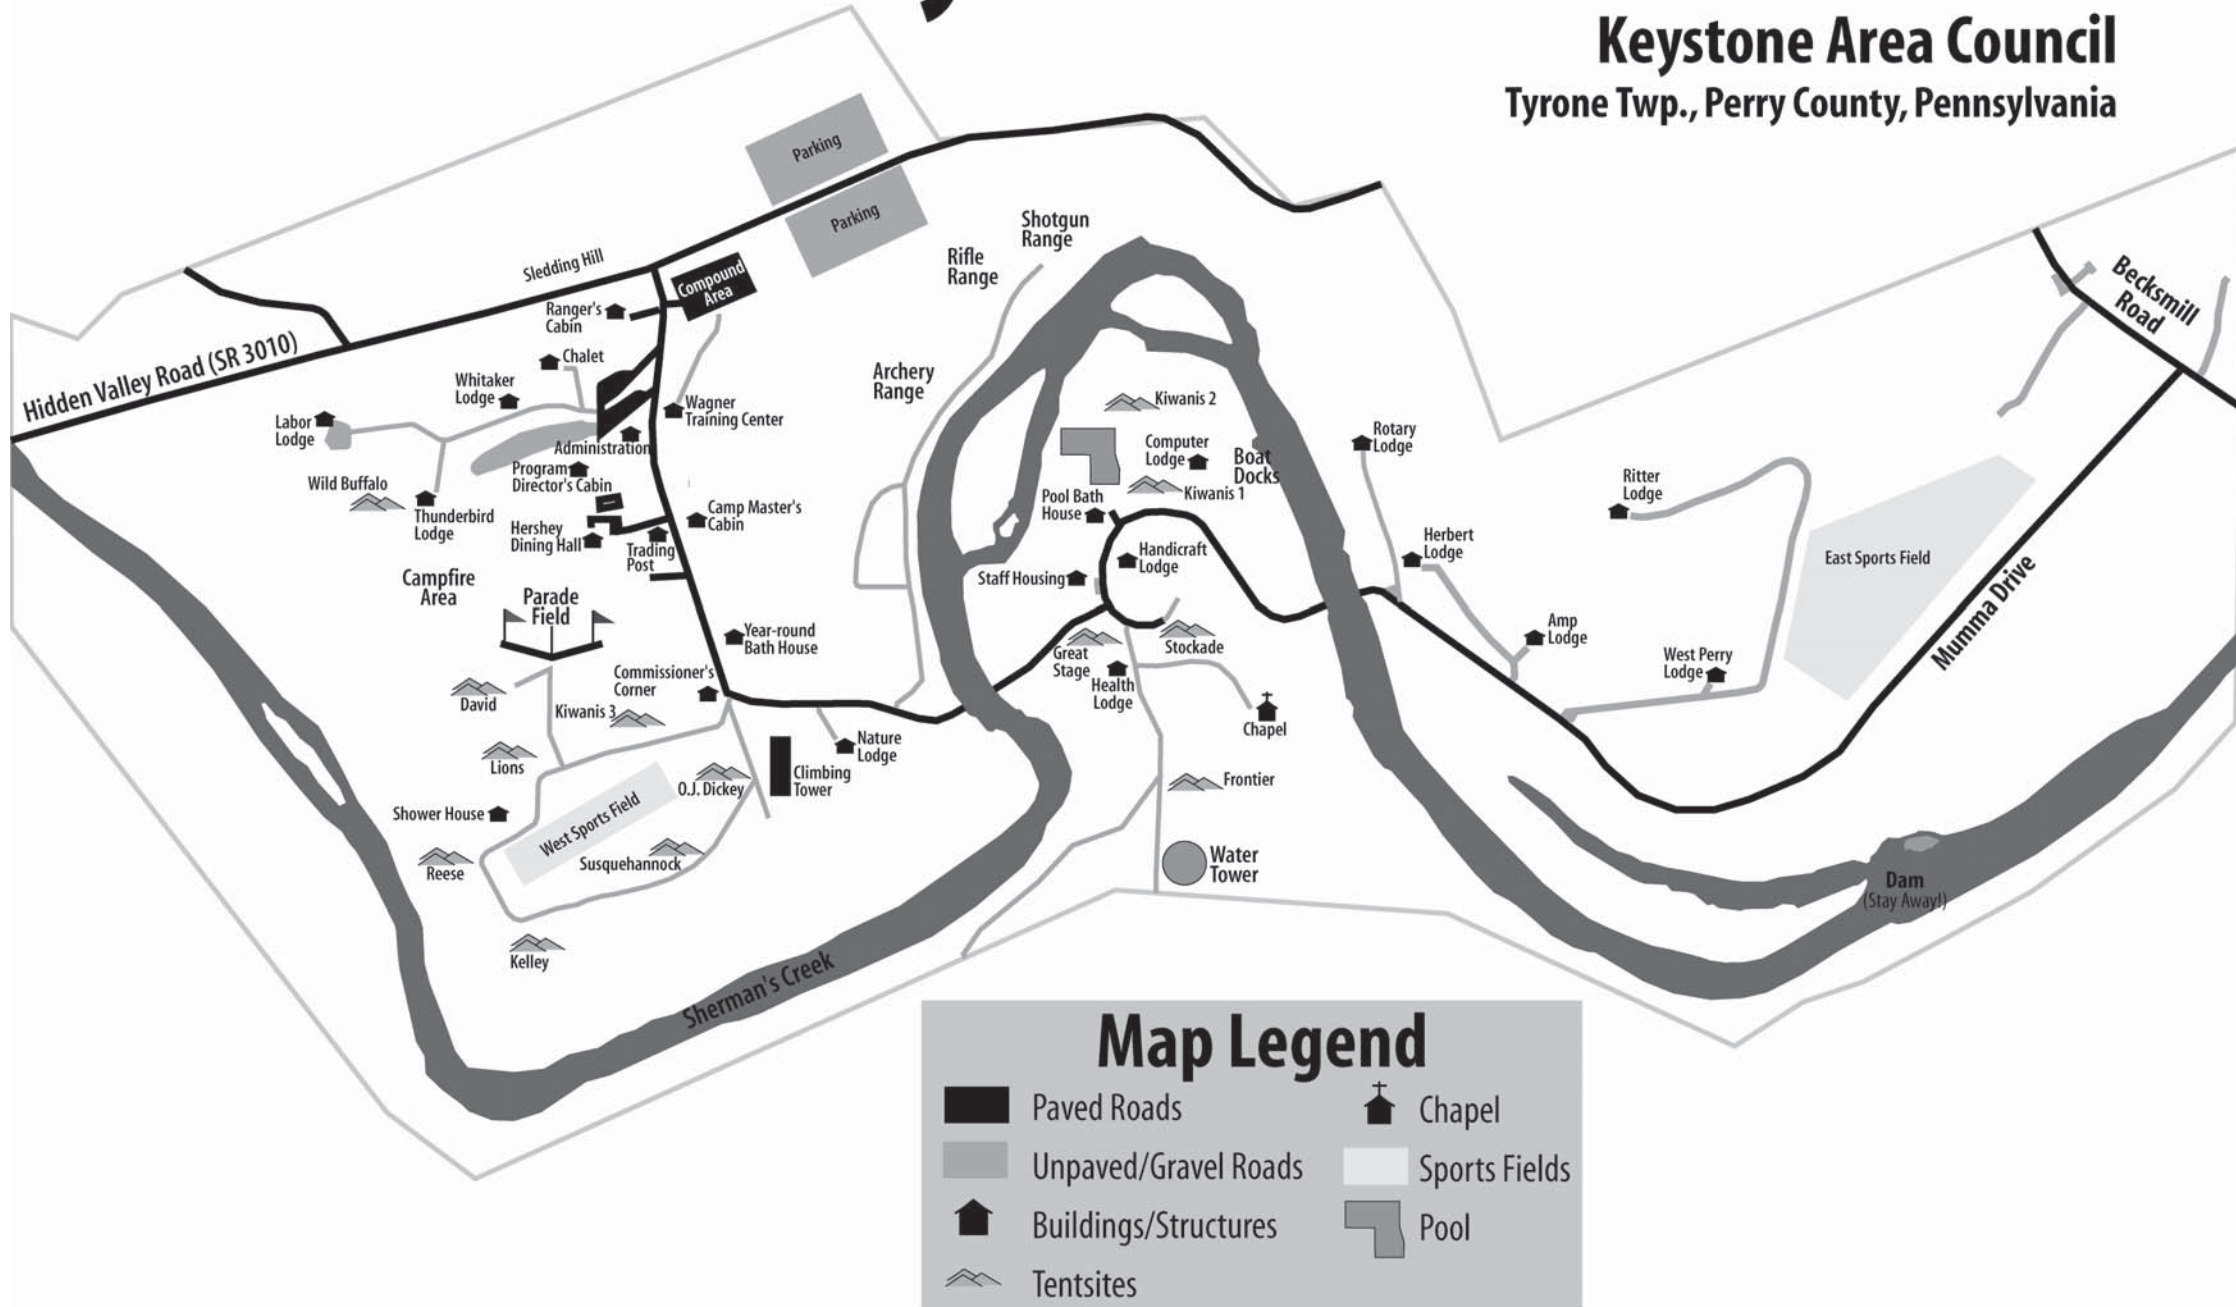 Keystone Area Council
Tyrone Twp., Perry County, Pennsylvania
Parking
Parking
Shotgun
Range
Rifle
Range
Sledding Hill
Compound
Area
Ranger's
Cabin
Becksmill
Road
Hidden Valley Road (SR 3010)
Chalet
Whitaker
Lodge
Archery
Range
Wagner
Training Center
Labor
Lodge
Kiwanis 2
Administration
Computer
Lodge
Boat
Docks
Rotary
Lodge
Program
Director's Cabin
Wild Buffalo
Kiwanis 1
Ritter
Lodge
Pool Bath
House
Thunderbird
Lodge
Camp Master's
Cabin
Hershey
Dining Hall
Trading
Post
Herbert
Lodge
Handicraft
Lodge
East Sports Field
Staff Housing
Campfire
Area
Parade
Field
Mumma Drive
Year-round
Bath House
Amp
Lodge
Great
Stage
Stockade
West Perry
Lodge
Commissioner's
Corner
Health
Lodge
David
Kiwanis 3
Chapel
Nature
Lodge
Lions
Climbing
Tower
O.J. Dickey
Frontier
Shower House
West Sports Field
Susquehannock
Reese
Water
Tower
Dam
(Stay Away!)
Kelley
Sherman's Creek
Map Legend
Paved Roads
Chapel
Unpaved/Gravel Roads
Sports Fields
Buildings/Structures
Pool
Tentsites